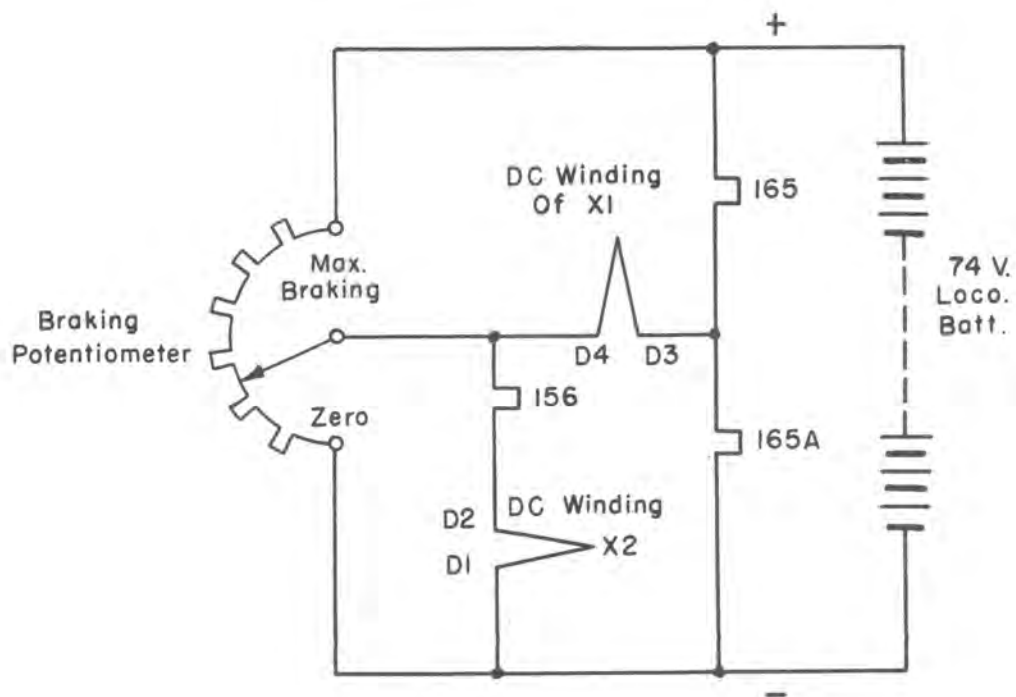 +
DC Winding
Of X1
165
Max.
Braking
74 V.
Loco.
Batt.
Braking
Potentiometer
D4
D3
156
Zero
165A
D2
DC Winding
X2
D1
–